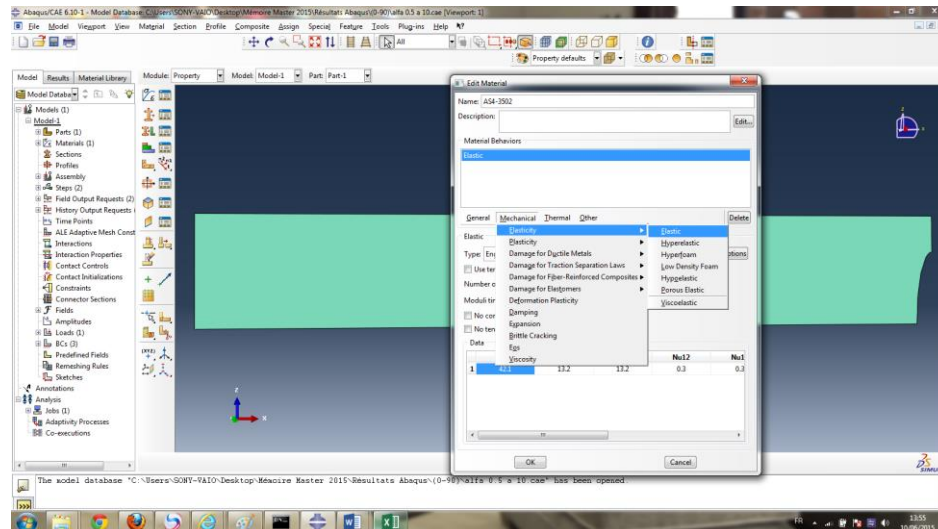 Abaqus/CAE 6.10-1 - Model Database: C:\Users\SONY-VAIO\Desktop\Mémoire Master 2015\Résultats Abaqus\(0-90)\alfa 0.5 a 10.cae [Viewport: 1]
File Model Viewport View Material Section Profile Composite Assign Special Feature Tools Plug-ins Help
All
Property defaults
Model Results Material Library Module: Property Model: Model-1 Part: Part-1
Model Databa
Models (1)
Model-1
Parts (1)
Materials (1)
Sections
Profiles
Assembly
Steps (2)
Field Output Requests (2)
History Output Requests
Time Points
ALE Adaptive Mesh Const
Interactions
Interaction Properties
Contact Controls
Contact Initializations
Constraints
Connector Sections
Fields
Amplitudes
Loads (1)
BCs (3)
Predefined Fields
Remeshing Rules
Sketches
Annotations
Analysis
Jobs (1)
Adaptivity Processes
Co-executions
Edit Material
Name: AS4-3502
Description:
Edit...
Material Behaviors
Elastic
General Mechanical Thermal Other Delete
Elastic
Type: Eng
Use ter
Number o
Moduli tir
No cor
No ten
Data
Elasticity
Plasticity
Damage for Ductile Metals
Damage for Traction Separation Laws
Damage for Fiber-Reinforced Composites
Damage for Elastomers
Deformation Plasticity
Damping
Expansion
Brittle Cracking
Eos
Viscosity
Elastic
Hyperelastic
Hyperfoam
Low Density Foam
Hypoelastic
Porous Elastic
Viscoelastic
ptions
Nu12 Nu1
1 42.1 13.2 13.2 0.3 0.3
OK Cancel
z
x
The model database "C:\Users\SONY-VAIO\Desktop\Mémoire Master 2015\Résultats Abaqus\(0-90)\alfa 0.5 a 10.cae" has been opened.
FR 13:55
10/06/2015